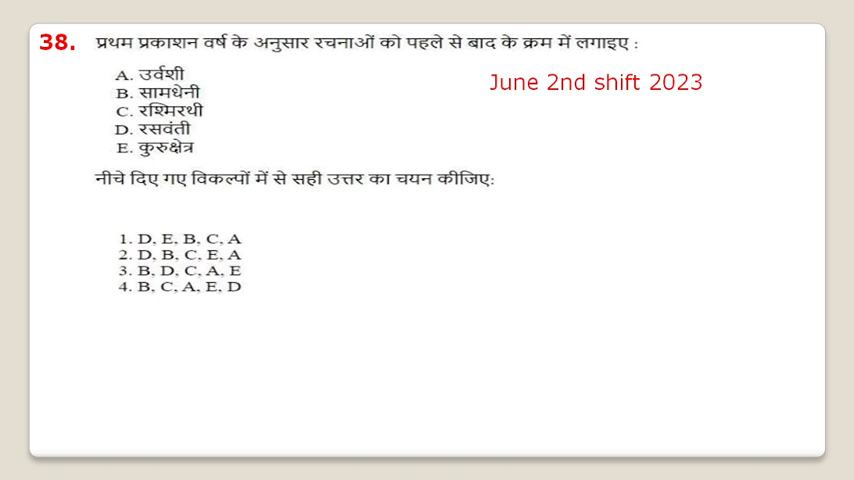 38. प्रथम प्रकाशन वर्ष के अनुसार रचनाओं को पहले से बाद के क्रम में लगाइए :
A. उर्वशी
June 2nd shift 2023
B. सामधेनी
C. रश्मिरथी
D. रसवंती
E. कुरुक्षेत्र
नीचे दिए गए विकल्पों में से सही उत्तर का चयन कीजिए:
1. D, E, B, C, A
2. D, B, C, E, A
3. B, D, C, A, E
4. B, C, A, E, D